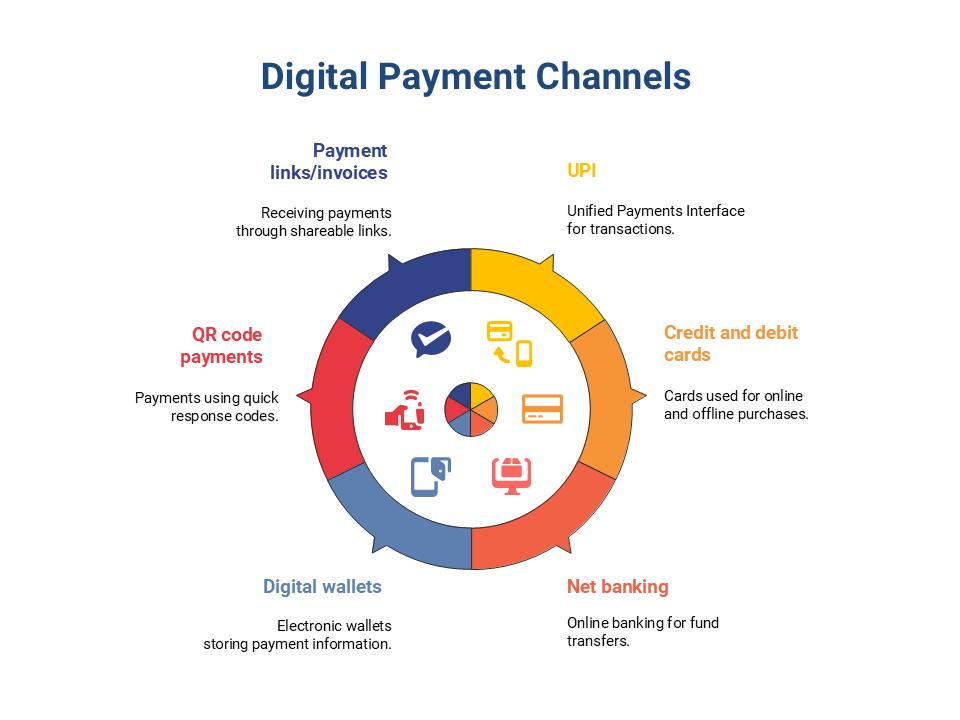 Digital Payment Channels
Payment
links/invoices
Receiving payments
through shareable links.
UPI
Unified Payments Interface
for transactions.
QR code
payments
Payments using quick
response codes.
Credit and debit
cards
Cards used for online
and offline purchases.
Digital wallets
Electronic wallets
storing payment information.
Net banking
Online banking for fund
transfers.